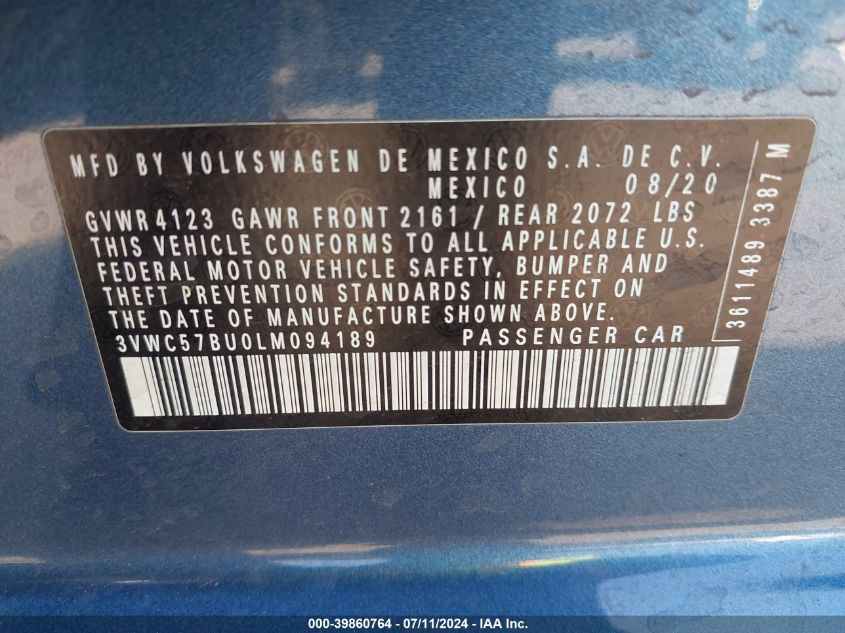 MFD BY VOLKSWAGEN DE MEXICO S.A. DE C.V.
MEXICO 08/20
GVWR 4123 GAWR FRONT 2161 / REAR 2072 LBS
THIS VEHICLE CONFORMS TO ALL APPLICABLE U.S.
FEDERAL MOTOR VEHICLE SAFETY, BUMPER AND
THEFT PREVENTION STANDARDS IN EFFECT ON
THE DATE OF MANUFACTURE SHOWN ABOVE.
3VWC57BU0LM094189 PASSENGER CAR
3611489 3387 M
000-39860764 - 07/11/2024 - IAA Inc.